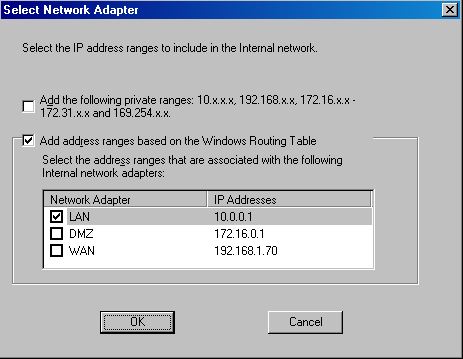 Select Network Adapter
Select the IP address ranges to include in the Internal network.
Add the following private ranges: 10.x.x.x, 192.168.x.x, 172.16.x.x -
172.31.x.x and 169.254.x.x.
Add address ranges based on the Windows Routing Table
Select the address ranges that are associated with the following
Internal network adapters:
Network Adapter IP Addresses
LAN 10.0.0.1
DMZ 172.16.0.1
WAN 192.168.1.70
OK Cancel